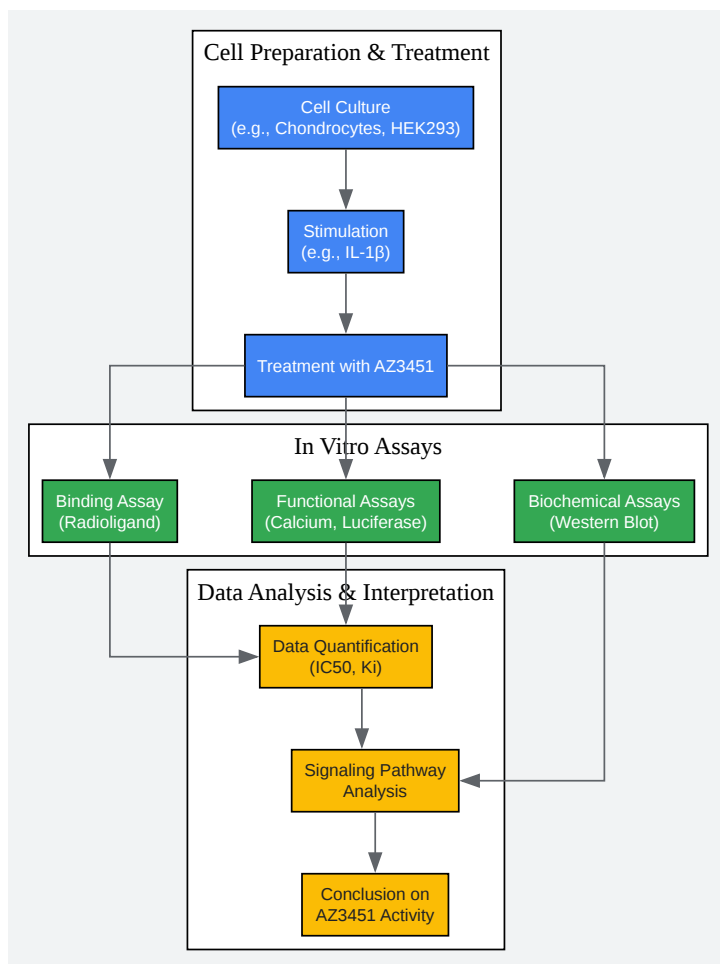 Cell Preparation & Treatment
Cell Culture
(e.g., Chondrocytes, HEK293)
Stimulation
(e.g., IL-1β)
Treatment with AZ3451
In Vitro Assays
Binding Assay
(Radioligand)
Functional Assays
(Calcium, Luciferase)
Biochemical Assays
(Western Blot)
Data Analysis & Interpretation
Data Quantification
(IC50, Ki)
Signaling Pathway
Analysis
Conclusion on
AZ3451 Activity